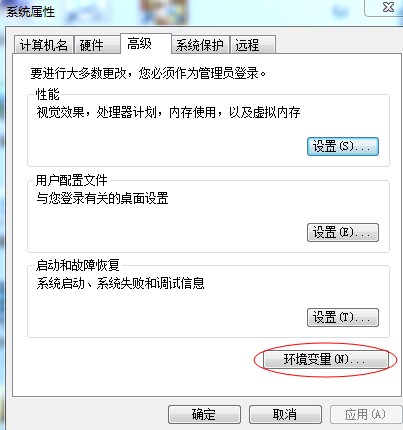 系统属性
计算机名 硬件 高级 系统保护 远程
要进行大多数更改，您必须作为管理员登录。
性能
视觉效果，处理器计划，内存使用，以及虚拟内存
设置(S)...
用户配置文件
与您登录有关的桌面设置
设置(E)...
启动和故障恢复
系统启动、系统失败和调试信息
设置(T)...
环境变量(N)...
确定 取消 应用(A)